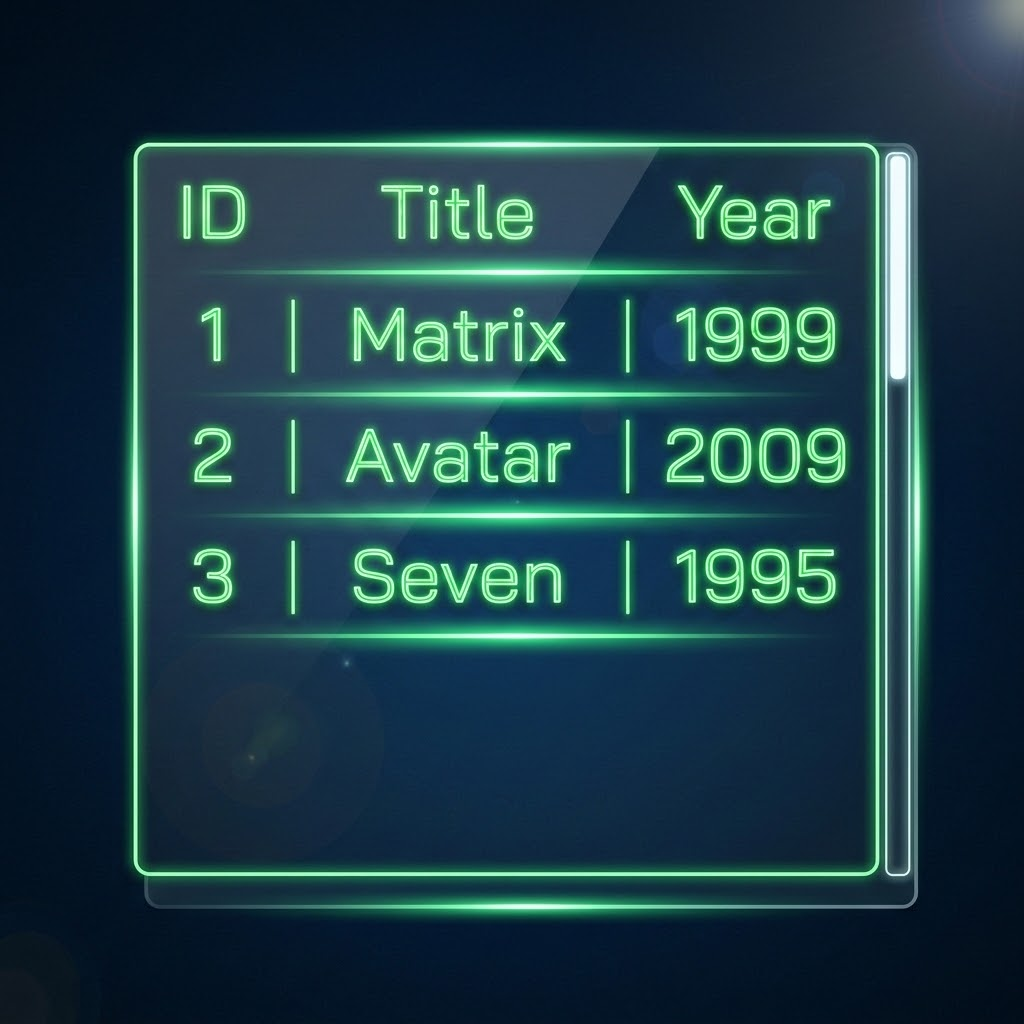 ID Title Year
1 | Matrix | 1999
2 | Avatar | 2009
3 | Seven | 1995